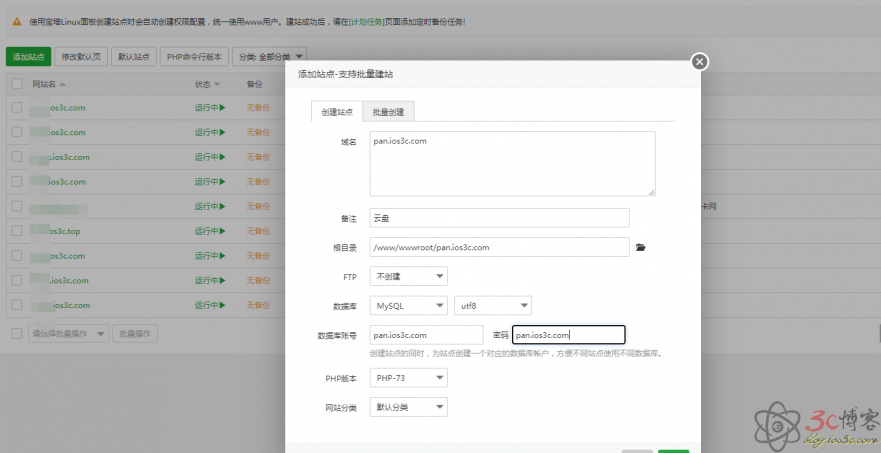 使用宝塔Linux面板创建站点时会自动创建权限配置，统一使用www用户。建站成功后，请在[计划任务]页面添加定时备份任务!
添加站点 修改默认页 默认站点 PHP命令行版本 分类: 全部分类
网站名 状态 备份
ios3c.com 运行中 无备份
ios3c.com 运行中 无备份
c.com 运行中 无备份
ios3c.com 运行中 无备份
运行中 无备份 卡网
ios3c.top 运行中 无备份
ios3c.com 运行中 无备份
.ios3c.com 运行中 无备份
ios3c.com 运行中 无备份
请选择批量操作 批量操作
添加站点-支持批量建站
创建站点 批量创建
域名 pan.ios3c.com
备注 云盘
根目录 /www/wwwroot/pan.ios3c.com
FTP 不创建
数据库 MySQL utf8
数据库账号 pan.ios3c.com 密码 pan.ios3c.com
创建站点的同时，为站点创建一个对应的数据库帐户，方便不同站点使用不同数据库。
PHP版本 PHP-73
网站分类 默认分类
3c博客
blog.ios3c.com